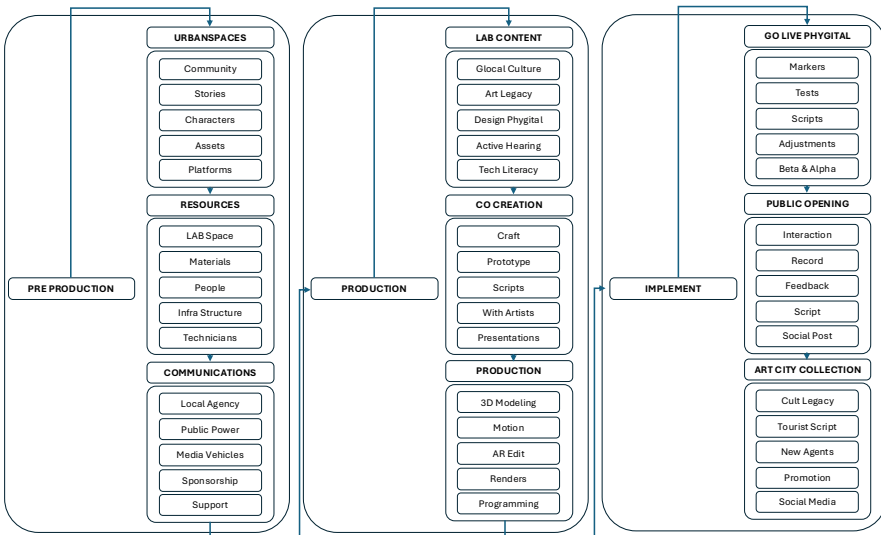 PRE PRODUCTION
URBANSPACES
Community
Stories
Characters
Assets
Platforms
RESOURCES
LAB Space
Materials
People
Infra Structure
Technicians
COMMUNICATIONS
Local Agency
Public Power
Media Vehicles
Sponsorship
Support
PRODUCTION
LAB CONTENT
Glocal Culture
Art Legacy
Design Phygital
Active Hearing
Tech Literacy
CO CREATION
Craft
Prototype
Scripts
With Artists
Presentations
PRODUCTION
3D Modeling
Motion
AR Edit
Renders
Programming
IMPLEMENT
GO LIVE PHYGITAL
Markers
Tests
Scripts
Adjustments
Beta & Alpha
PUBLIC OPENING
Interaction
Record
Feedback
Script
Social Post
ART CITY COLLECTION
Cult Legacy
Tourist Script
New Agents
Promotion
Social Media